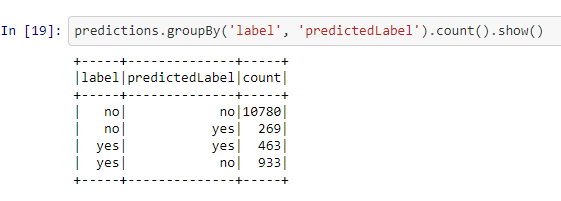 In [19]: predictions.groupBy('label', 'predictedLabel').count().show()
+-----+--------------+-----+
|label|predictedLabel|count|
+-----+--------------+-----+
|   no|            no|10780|
|   no|           yes|  269|
|  yes|           yes|  463|
|  yes|            no|  933|
+-----+--------------+-----+